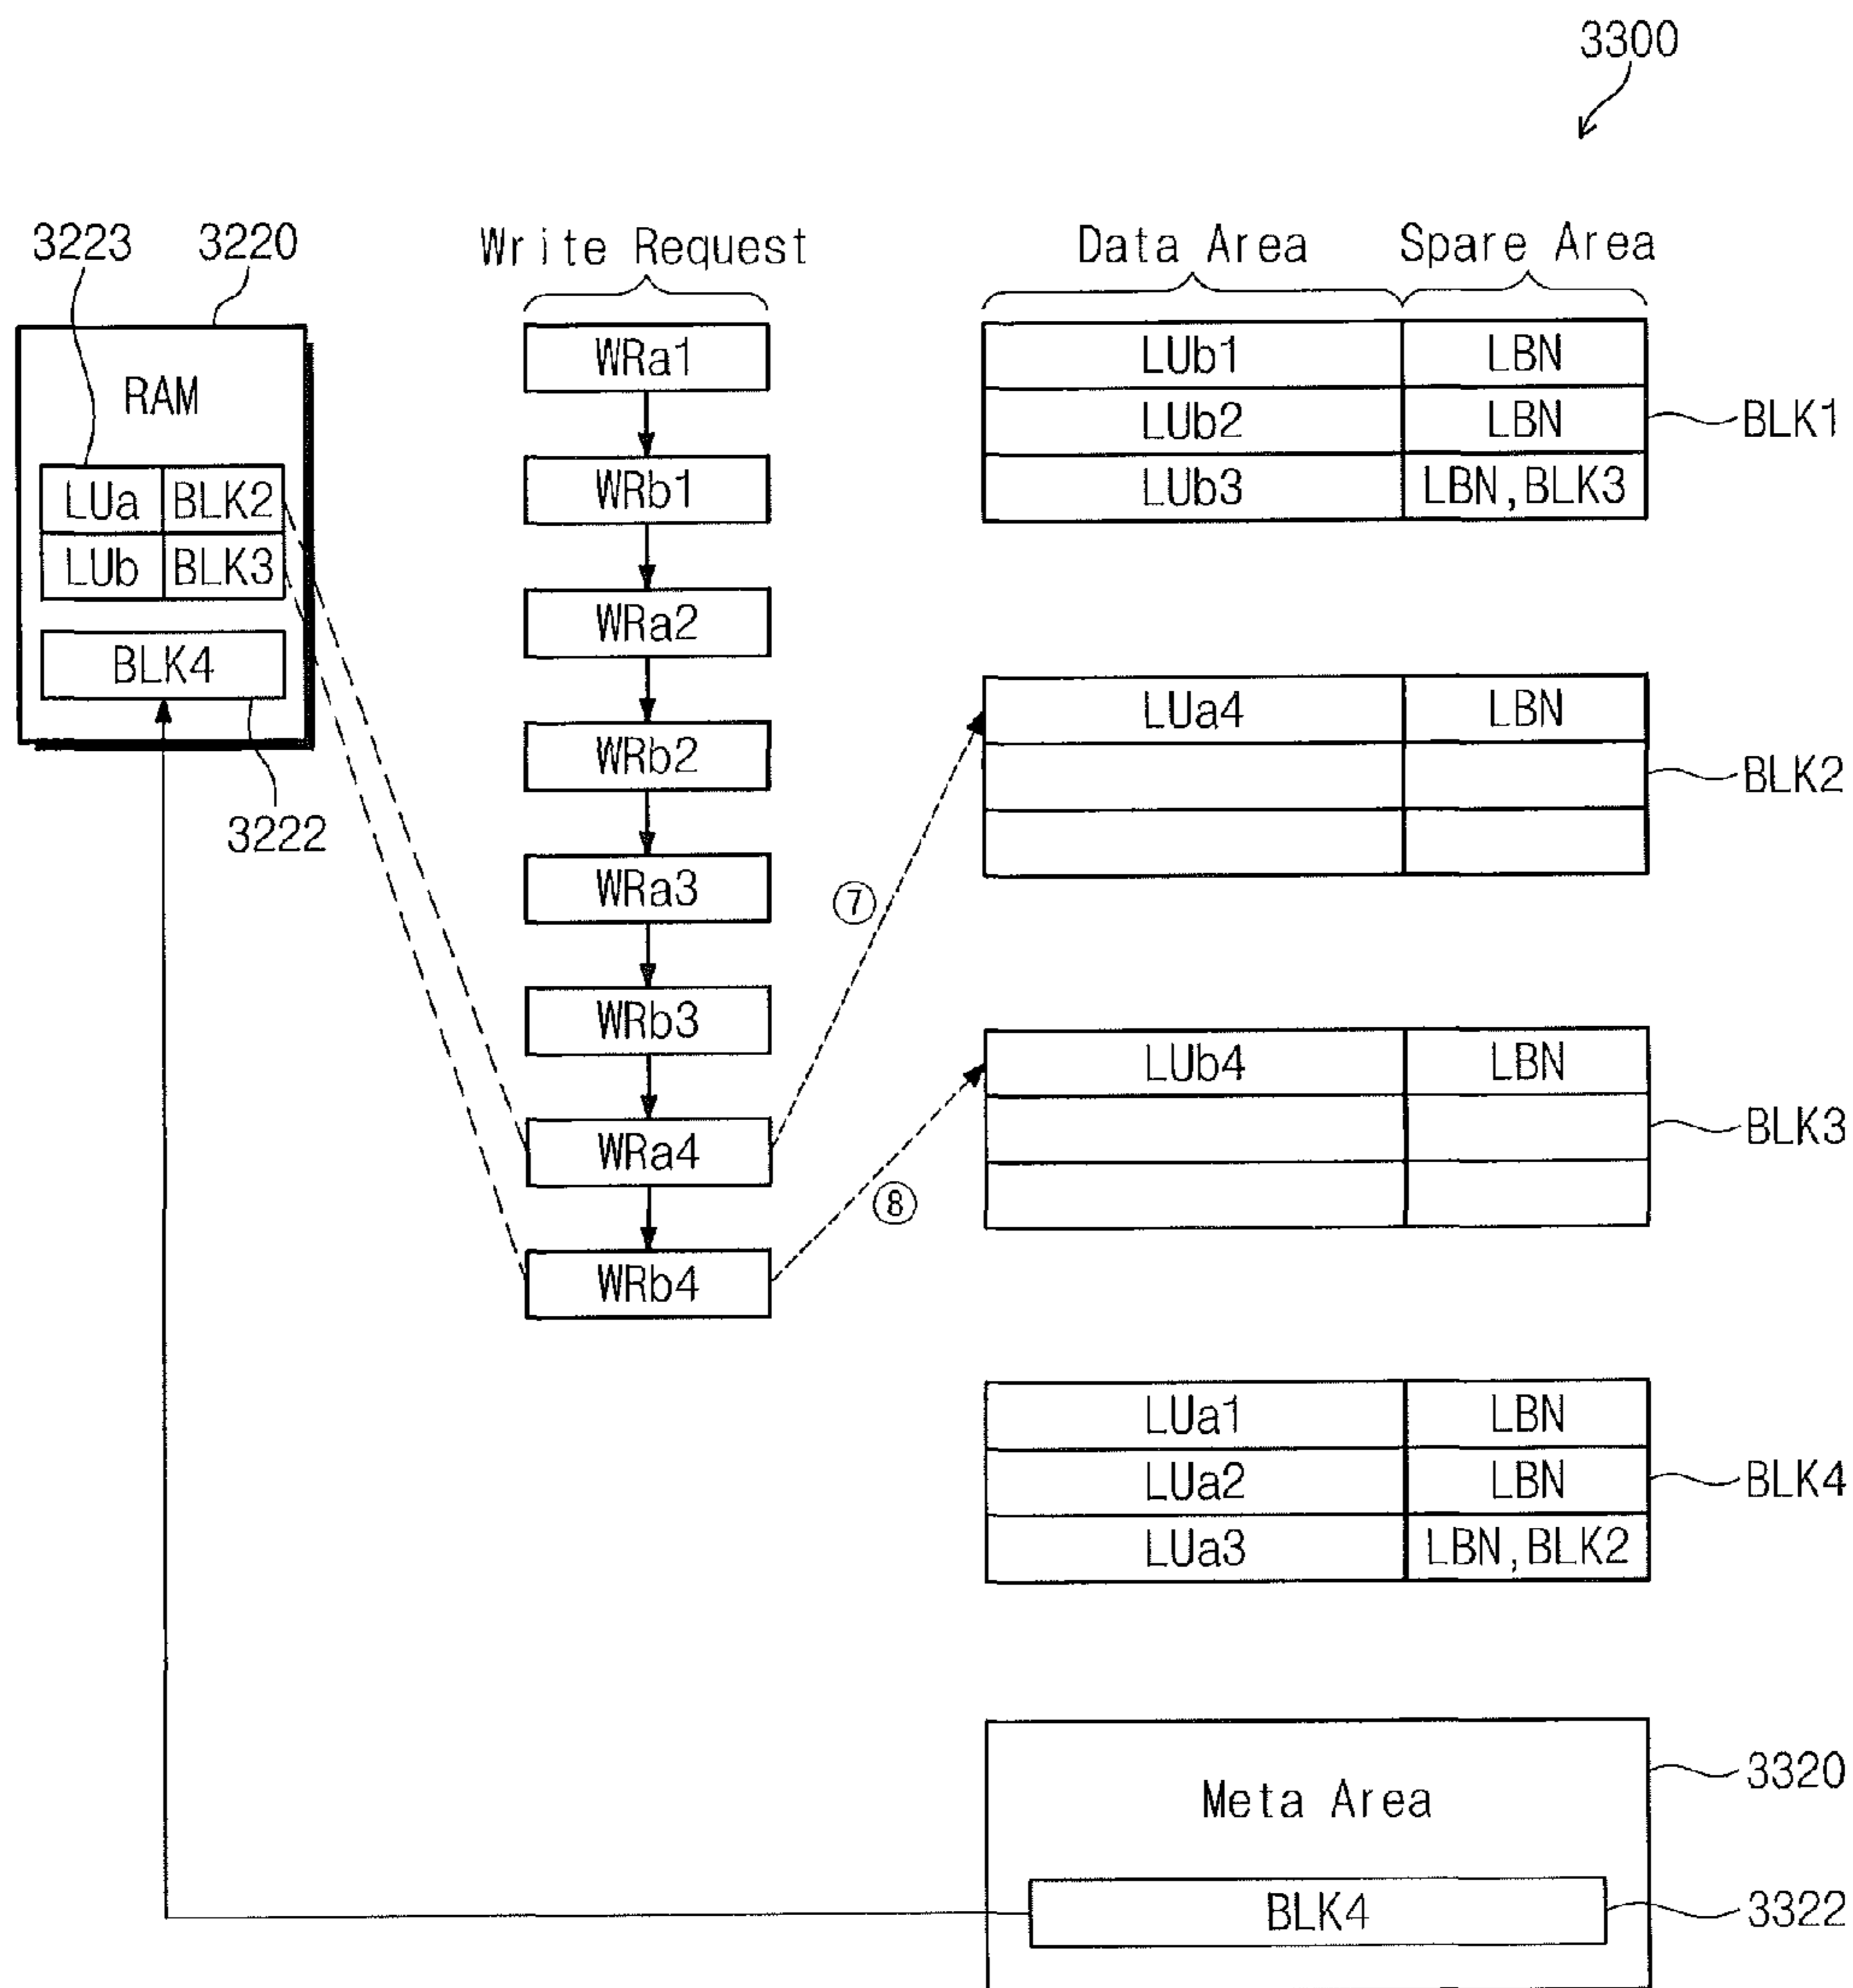 3300
3223 3220 Write Request Data Area Spare Area
RAM
LUa BLK2
LUb BLK3
BLK4
3222
WRa1
WRb1
WRa2
WRb2
WRa3
WRb3
WRa4
WRb4
⑦
⑧
LUb1 LBN
LUb2 LBN
LUb3 LBN,BLK3
BLK1
LUa4 LBN
BLK2
LUb4 LBN
BLK3
LUa1 LBN
LUa2 LBN
LUa3 LBN,BLK2
BLK4
Meta Area
3320
BLK4
3322